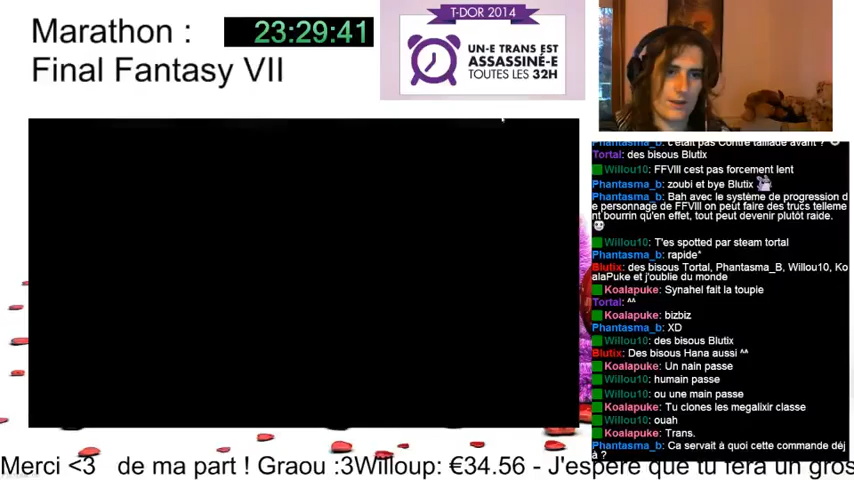 Marathon :
Final Fantasy VII
23:29:41
T-DOR 2014
UN-E TRANS EST
ASSASSINÉ-E
TOUTES LES 32H
Phantasma_b: c'était pas Contre taillade avant ?
Tortal: des bisous Blutix
Willou10: FFVIII cest pas forcement lent
Phantasma_b: zoubi et bye Blutix
Phantasma_b: Bah avec le système de progression d
e personnage de FFVIII on peut faire des trucs telleme
nt bourrin qu'en effet, tout peut devenir plutôt raide.
Willou10: T'es spotted par steam tortal
Phantasma_b: rapide*
Blutix: des bisous Tortal, Phantasma_B, Willou10, Ko
alaPuke et j'oublie du monde
Koalapuke: Synahel fait la toupie
Tortal: ^^
Koalapuke: bizbiz
Phantasma_b: XD
Willou10: des bisous Blutix
Blutix: Des bisous Hana aussi ^^
Koalapuke: Un nain passe
Willou10: humain passe
Willou10: ou une main passe
Koalapuke: Tu clones les megalixir classe
Willou10: ouah
Koalapuke: Trans.
Phantasma_b: Ca servait à quoi cette commande déj
à ?
Merci <3 de ma part ! Graou :3Willoup: €34.56 - J'espère que tu fera un gros